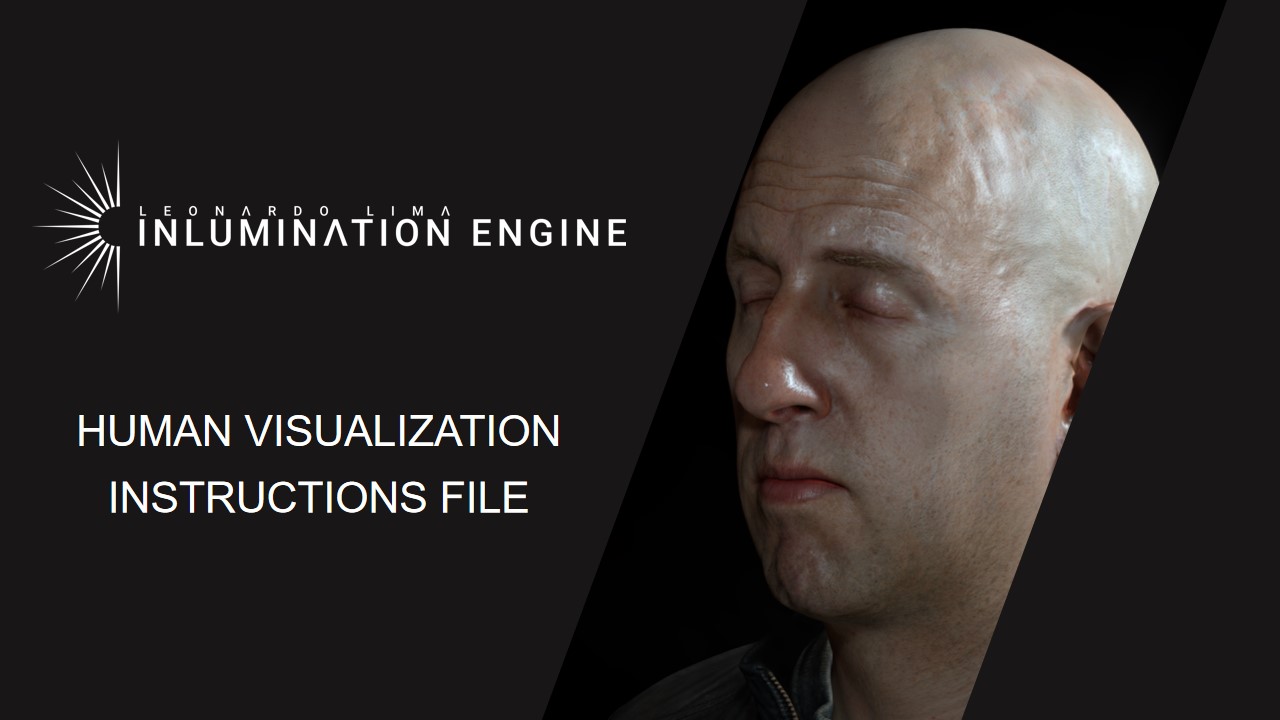 LEONARDO LIMA
INLUMINATION ENGINE
HUMAN VISUALIZATION
INSTRUCTIONS FILE